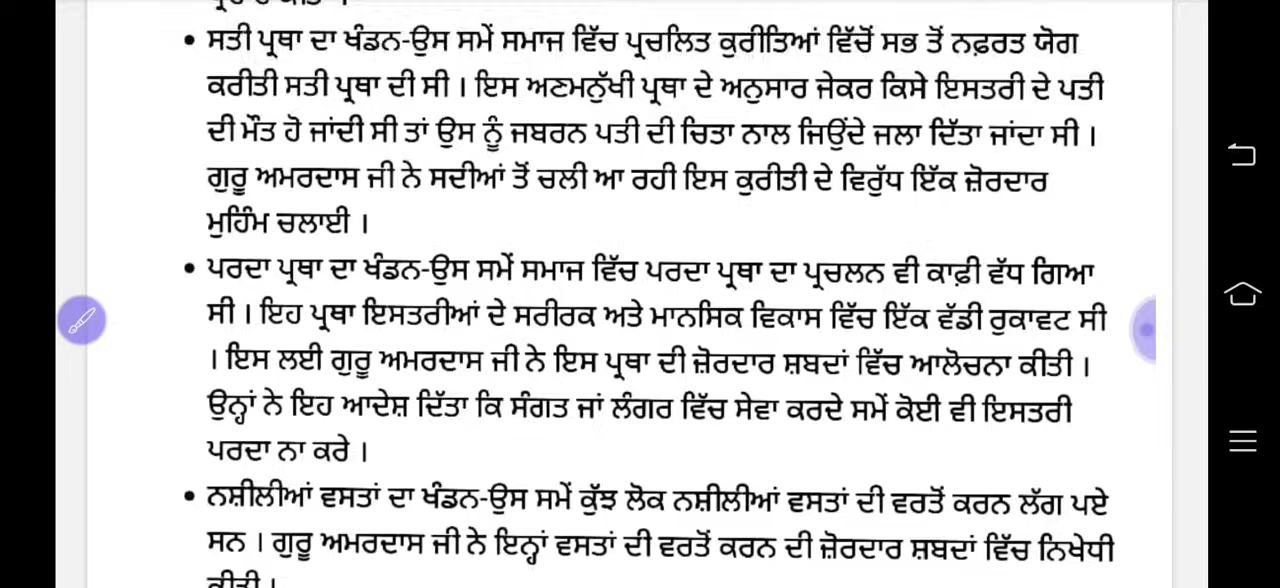 • ਸਤੀ ਪ੍ਰਥਾ ਦਾ ਖੰਡਨ-ਉਸ ਸਮੇਂ ਸਮਾਜ ਵਿੱਚ ਪ੍ਰਚਲਿਤ ਕੁਰੀਤਿਆਂ ਵਿੱਚੋਂ ਸਭ ਤੋਂ ਨਫ਼ਰਤ ਯੋਗ
ਕਰੀਤੀ ਸਤੀ ਪ੍ਰਥਾ ਦੀ ਸੀ । ਇਸ ਅਣਮਨੁੱਖੀ ਪ੍ਰਥਾ ਦੇ ਅਨੁਸਾਰ ਜੇਕਰ ਕਿਸੇ ਇਸਤਰੀ ਦੇ ਪਤੀ
ਦੀ ਮੌਤ ਹੋ ਜਾਂਦੀ ਸੀ ਤਾਂ ਉਸ ਨੂੰ ਜਬਰਨ ਪਤੀ ਦੀ ਚਿਤਾ ਨਾਲ ਜਿਉਂਦੇ ਜਲਾ ਦਿੱਤਾ ਜਾਂਦਾ ਸੀ ।
ਗੁਰੂ ਅਮਰਦਾਸ ਜੀ ਨੇ ਸਦੀਆਂ ਤੋਂ ਚਲੀ ਆ ਰਹੀ ਇਸ ਕੁਰੀਤੀ ਦੇ ਵਿਰੁੱਧ ਇੱਕ ਜ਼ੋਰਦਾਰ
ਮੁਹਿੰਮ ਚਲਾਈ ।
• ਪਰਦਾ ਪ੍ਰਥਾ ਦਾ ਖੰਡਨ-ਉਸ ਸਮੇਂ ਸਮਾਜ ਵਿੱਚ ਪਰਦਾ ਪ੍ਰਥਾ ਦਾ ਪ੍ਰਚਲਨ ਵੀ ਕਾਫ਼ੀ ਵੱਧ ਗਿਆ
ਸੀ । ਇਹ ਪ੍ਰਥਾ ਇਸਤਰੀਆਂ ਦੇ ਸਰੀਰਕ ਅਤੇ ਮਾਨਸਿਕ ਵਿਕਾਸ ਵਿੱਚ ਇੱਕ ਵੱਡੀ ਰੁਕਾਵਟ ਸੀ
। ਇਸ ਲਈ ਗੁਰੂ ਅਮਰਦਾਸ ਜੀ ਨੇ ਇਸ ਪ੍ਰਥਾ ਦੀ ਜ਼ੋਰਦਾਰ ਸ਼ਬਦਾਂ ਵਿੱਚ ਆਲੋਚਨਾ ਕੀਤੀ ।
ਉਨ੍ਹਾਂ ਨੇ ਇਹ ਆਦੇਸ਼ ਦਿੱਤਾ ਕਿ ਸੰਗਤ ਜਾਂ ਲੰਗਰ ਵਿੱਚ ਸੇਵਾ ਕਰਦੇ ਸਮੇਂ ਕੋਈ ਵੀ ਇਸਤਰੀ
ਪਰਦਾ ਨਾ ਕਰੇ ।
• ਨਸ਼ੀਲੀਆਂ ਵਸਤਾਂ ਦਾ ਖੰਡਨ-ਉਸ ਸਮੇਂ ਕੁੱਝ ਲੋਕ ਨਸ਼ੀਲੀਆਂ ਵਸਤਾਂ ਦੀ ਵਰਤੋਂ ਕਰਨ ਲੱਗ ਪਏ
ਸਨ । ਗੁਰੂ ਅਮਰਦਾਸ ਜੀ ਨੇ ਇਨ੍ਹਾਂ ਵਸਤਾਂ ਦੀ ਵਰਤੋਂ ਕਰਨ ਦੀ ਜ਼ੋਰਦਾਰ ਸ਼ਬਦਾਂ ਵਿੱਚ ਨਿਖੇਧੀ
ਕੀਤੀ ।